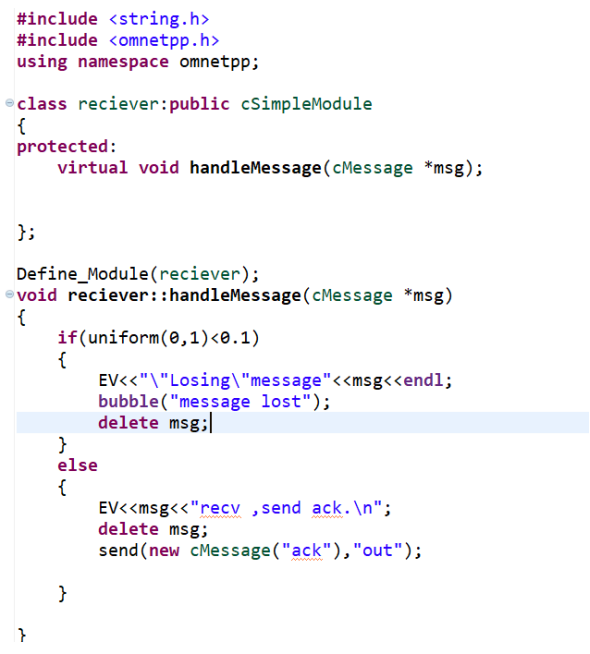 #include <string.h>
#include <omnetpp.h>
using namespace omnetpp;
class reciever:public cSimpleModule
{
protected:
    virtual void handleMessage(cMessage *msg);
};
Define_Module(reciever);
void reciever::handleMessage(cMessage *msg)
{
    if(uniform(0,1)<0.1)
    {
        EV<<"\"Losing\"message"<<msg<<endl;
        bubble("message lost");
        delete msg;
    }
    else
    {
        EV<<msg<<"recv ,send ack.\n";
        delete msg;
        send(new cMessage("ack"),"out");
    }
}